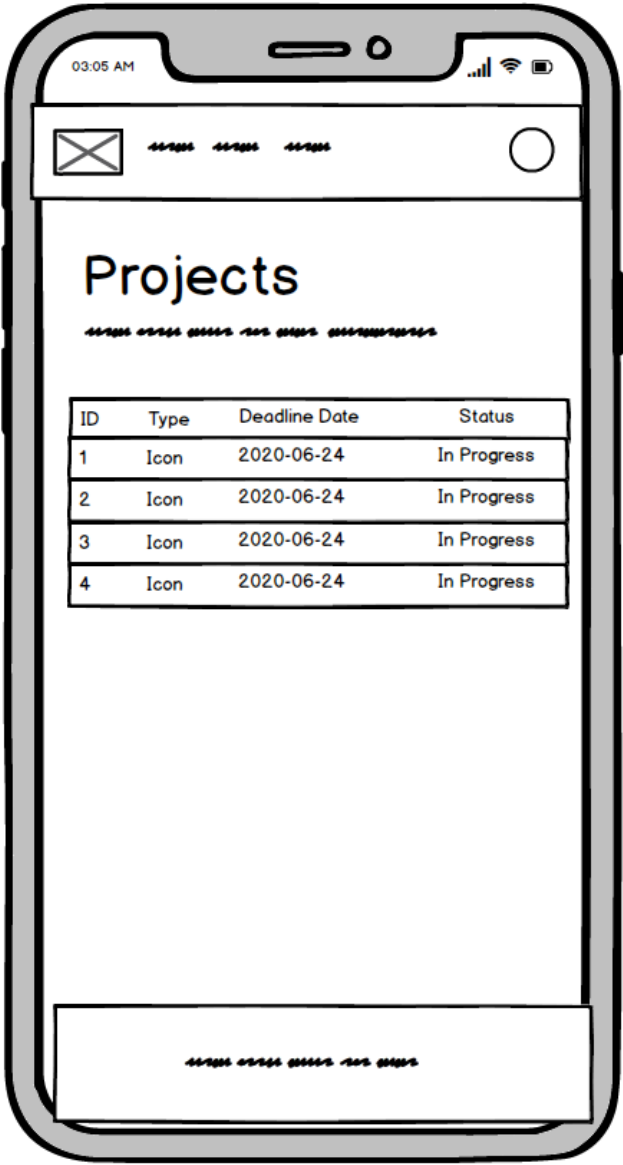 03:05 AM
Projects
ID Type Deadline Date Status
1 Icon 2020-06-24 In Progress
2 Icon 2020-06-24 In Progress
3 Icon 2020-06-24 In Progress
4 Icon 2020-06-24 In Progress